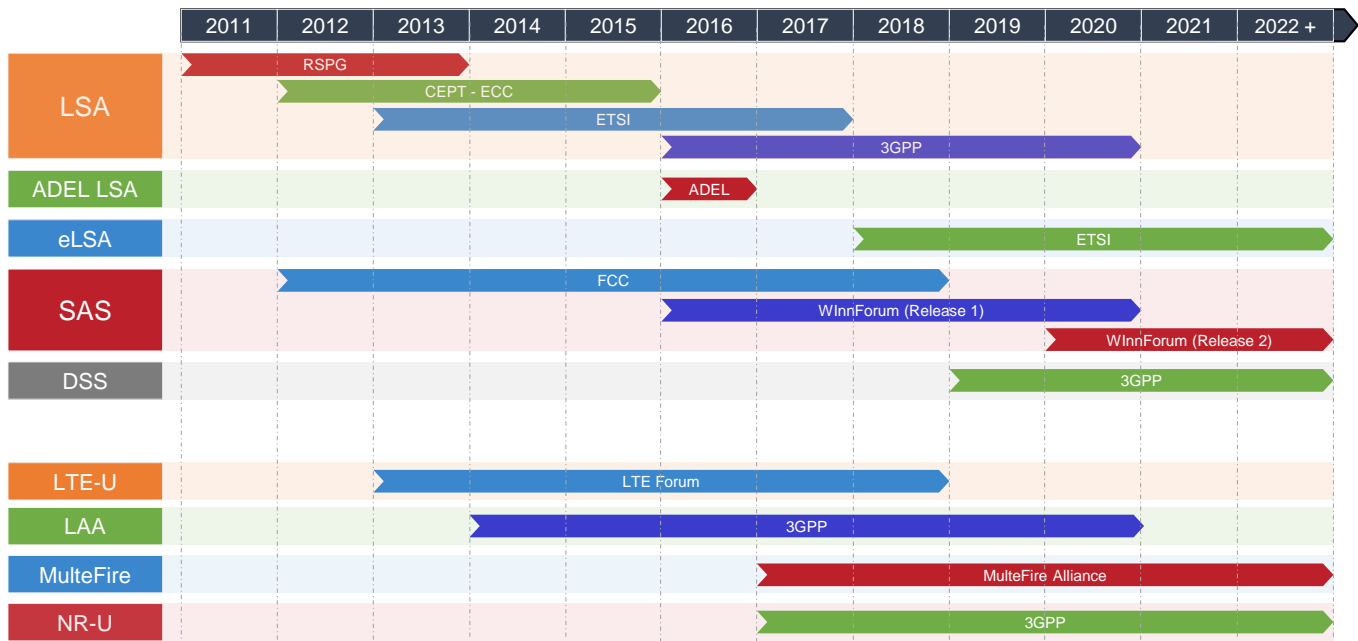 2011 2012 2013 2014 2015 2016 2017 2018 2019 2020 2021 2022 +
LSA
RSPG
CEPT - ECC
ETSI
3GPP
ADEL LSA
ADEL
eLSA
ETSI
SAS
FCC
WInnForum (Release 1)
WInnForum (Release 2)
DSS
3GPP
LTE-U
LTE Forum
LAA
3GPP
MulteFire
MulteFire Alliance
NR-U
3GPP